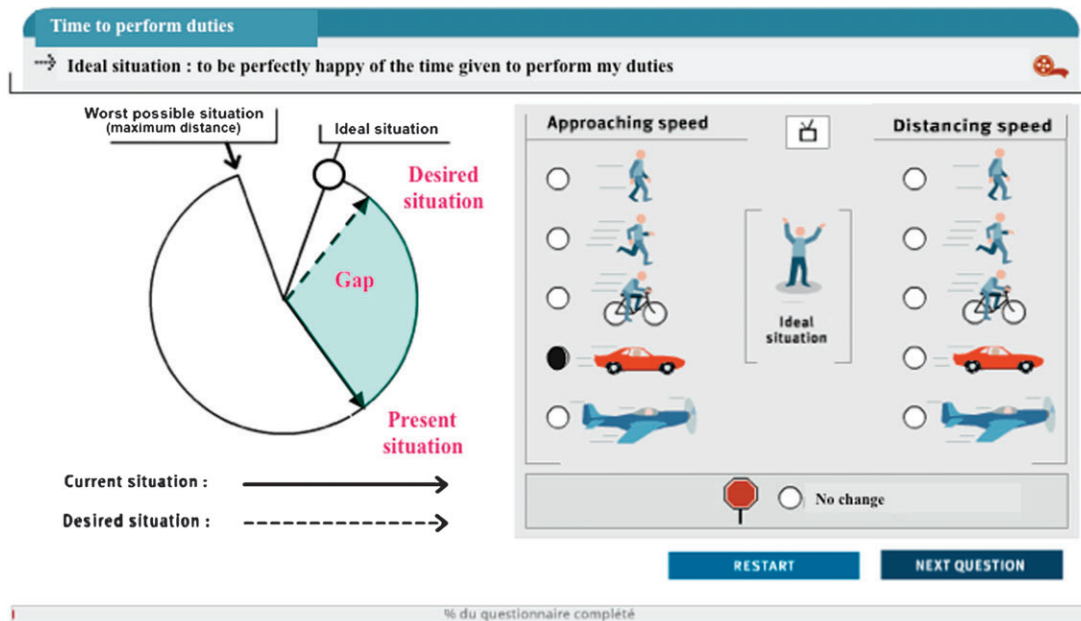 Time to perform duties
Ideal situation : to be perfectly happy of the time given to perform my duties
Worst possible situation
(maximum distance)
Ideal situation
Desired
situation
Gap
Present
situation
Current situation :
Desired situation :
Approaching speed
Distancing speed
Ideal
situation
No change
RESTART
NEXT QUESTION
% du questionnaire complété